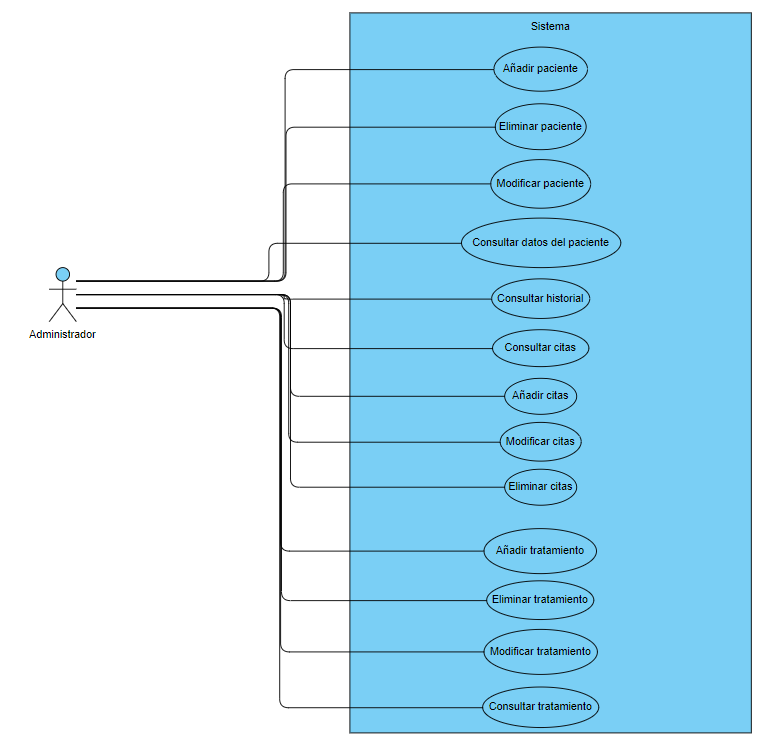 Sistema
Añadir paciente
Eliminar paciente
Modificar paciente
Consultar datos del paciente
Administrador
Consultar historial
Consultar citas
Añadir citas
Modificar citas
Eliminar citas
Añadir tratamiento
Eliminar tratamiento
Modificar tratamiento
Consultar tratamiento